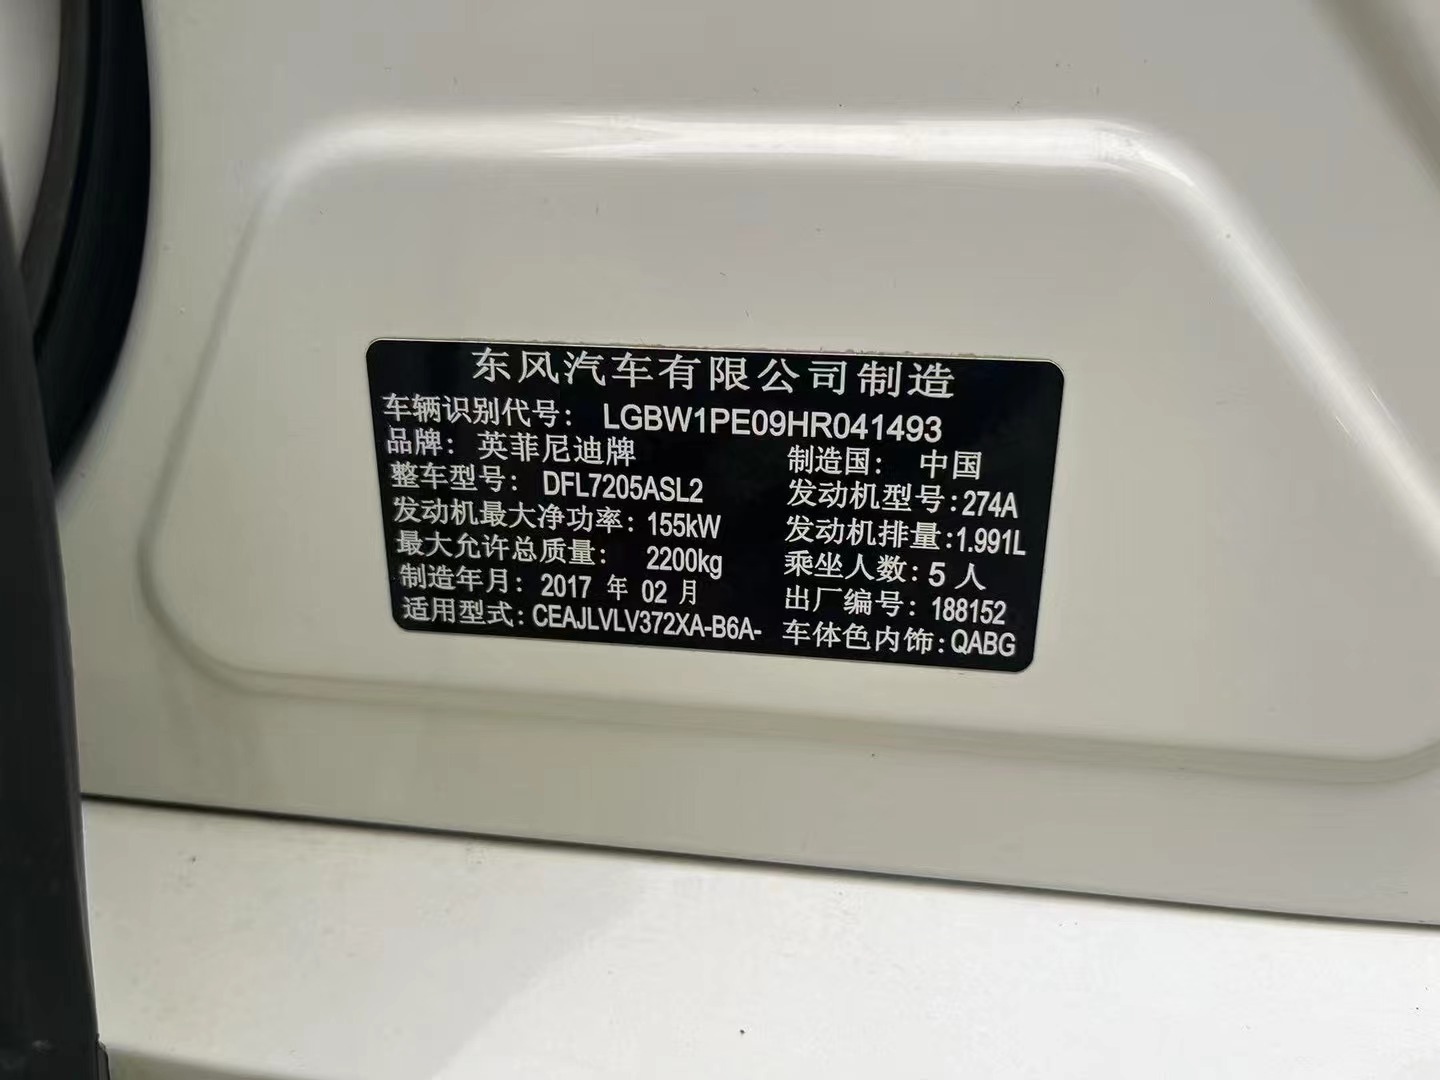 东风汽车有限公司制造
车辆识别代号： LGBW1PE09HR041493
品牌： 英菲尼迪牌 制造国： 中国
整车型号： DFL7205ASL2 发动机型号:274A
发动机最大净功率: 155kW 发动机排量:1.991L
最大允许总质量： 2200kg 乘坐人数: 5 人
制造年月: 2017 年 02 月 出厂编号: 188152
适用型式: CEAJLVLV372XA-B6A- 车体色内饰:QABG